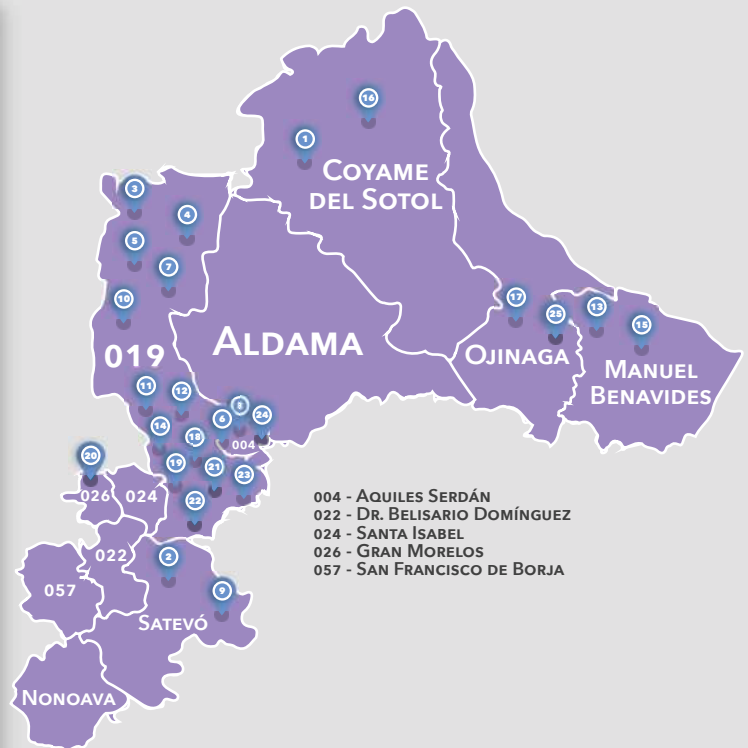 16
1
COYAME
DEL SOTOL
3
4
5
7
10
17
25
13
15
ALDAMA
019
OJINAGA
MANUEL
BENAVIDES
11
12
8
6
24
14
18
004
20
19
21
23
026
024
22
004 - AQUILES SERDÁN
022 - DR. BELISARIO DOMÍNGUEZ
024 - SANTA ISABEL
026 - GRAN MORELOS
057 - SAN FRANCISCO DE BORJA
022
2
057
9
SATEVÓ
NONOAVA